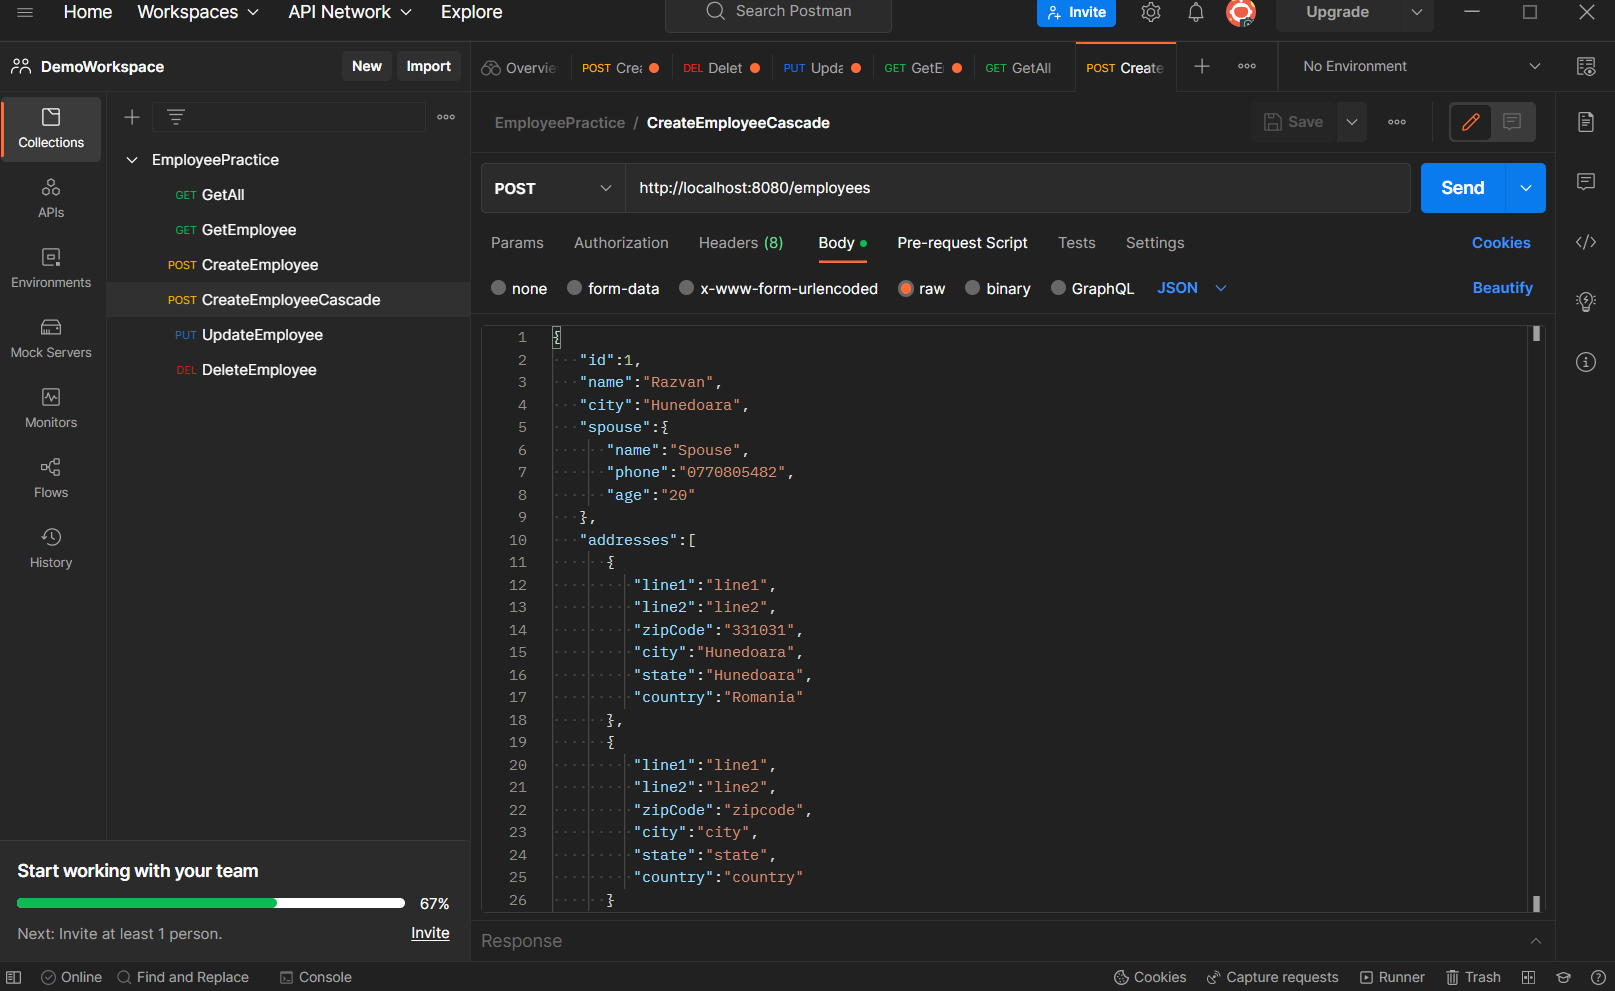 Home Workspaces API Network Explore Search Postman Invite Upgrade
DemoWorkspace New Import
Overvie POST Crea DEL Delet PUT Upda GET GetE GET GetAll POST Create No Environment
Collections
APIs
Environments
Mock Servers
Monitors
Flows
History
EmployeePractice
GET GetAll
GET GetEmployee
POST CreateEmployee
POST CreateEmployeeCascade
PUT UpdateEmployee
DEL DeleteEmployee
Start working with your team
67%
Next: Invite at least 1 person. Invite
EmployeePractice / CreateEmployeeCascade Save
POST http://localhost:8080/employees Send
Params Authorization Headers (8) Body Pre-request Script Tests Settings Cookies
none form-data x-www-form-urlencoded raw binary GraphQL JSON Beautify
1 {
2 "id":1,
3 "name":"Razvan",
4 "city":"Hunedoara",
5 "spouse":{
6 "name":"Spouse",
7 "phone":"0770805482",
8 "age":"20"
9 },
10 "addresses":[
11 {
12 "line1":"line1",
13 "line2":"line2",
14 "zipCode":"331031",
15 "city":"Hunedoara",
16 "state":"Hunedoara",
17 "country":"Romania"
18 },
19 {
20 "line1":"line1",
21 "line2":"line2",
22 "zipCode":"zipcode",
23 "city":"city",
24 "state":"state",
25 "country":"country"
26 }
Response
Online Find and Replace Console Cookies Capture requests Runner Trash